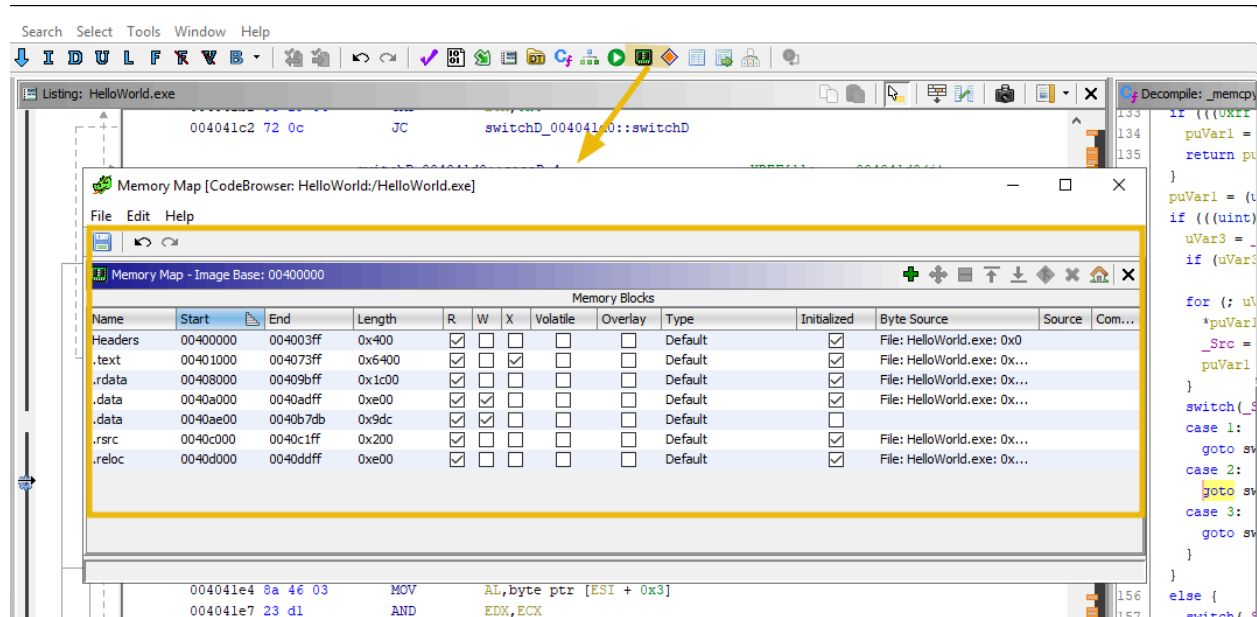 Search Select Tools Window Help
I D U L F B
Listing: HelloWorld.exe
Decompile: _memcpy
004041c2 72 0c JC switchD_004041d0::switchD
133
134 puVar1 =
135 return pu
}
puVar1 = (u
if (((uint)
uVar3 = _
if (uVar3
for (; uV
*puVar1
_Src =
puVar1
}
switch(_S
case 1:
goto sw
case 2:
goto sw
case 3:
goto sw
}
}
156 else {
157 switch(_S
Memory Map [CodeBrowser: HelloWorld:/HelloWorld.exe]
File Edit Help
Memory Map - Image Base: 00400000
Memory Blocks
Name Start End Length R W X Volatile Overlay Type Initialized Byte Source Source Com...
Headers 00400000 004003ff 0x400 Default File: HelloWorld.exe: 0x0
.text 00401000 004073ff 0x6400 Default File: HelloWorld.exe: 0x...
.rdata 00408000 00409bff 0x1c00 Default File: HelloWorld.exe: 0x...
.data 0040a000 0040adff 0xe00 Default File: HelloWorld.exe: 0x...
.data 0040ae00 0040b7db 0x9dc Default
.rsrc 0040c000 0040c1ff 0x200 Default File: HelloWorld.exe: 0x...
.reloc 0040d000 0040ddff 0xe00 Default File: HelloWorld.exe: 0x...
004041e4 8a 46 03 MOV AL,byte ptr [ESI + 0x3]
004041e7 23 d1 AND EDX,ECX